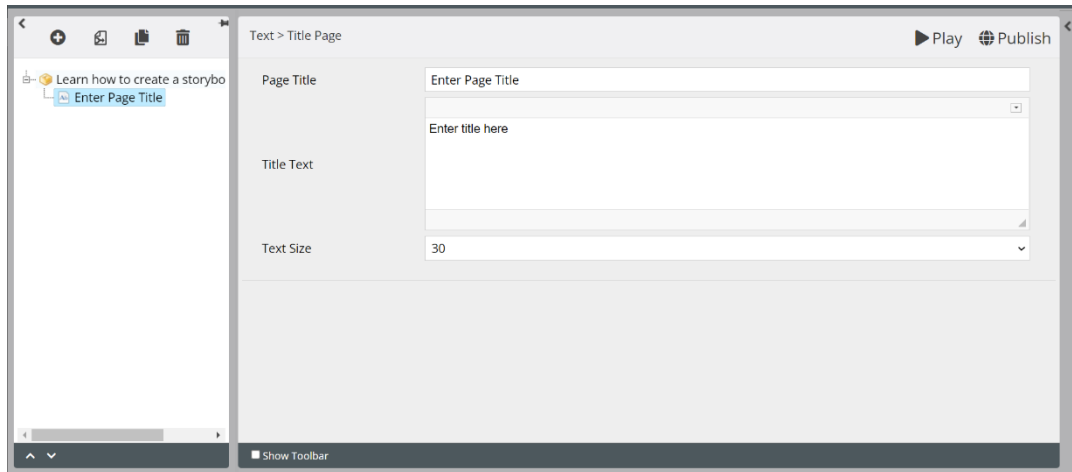 Text > Title Page
Play
Publish
Learn how to create a storybo
Enter Page Title
Page Title
Enter Page Title
Enter title here
Title Text
Text Size
30
Show Toolbar